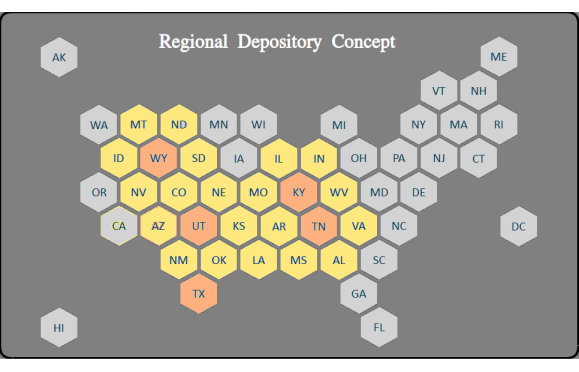 Regional Depository Concept
AK
ME
VT NH
WA MT ND MN WI MI NY MA RI
ID WY SD IA IL IN OH PA NJ CT
OR NV CO NE MO KY WV MD DE
CA AZ UT KS AR TN VA NC DC
NM OK LA MS AL SC
TX GA
HI FL